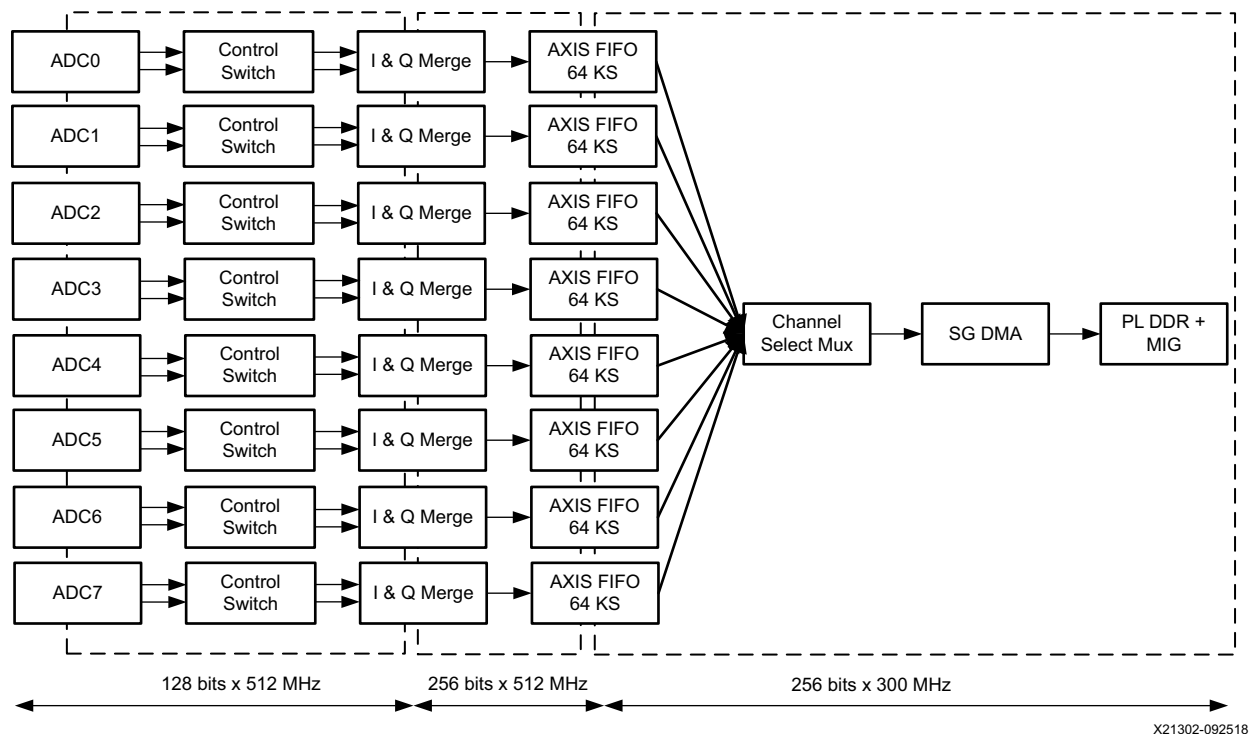 ADC0
Control
Switch
I & Q Merge
AXIS FIFO
64 KS
ADC1
Control
Switch
I & Q Merge
AXIS FIFO
64 KS
ADC2
Control
Switch
I & Q Merge
AXIS FIFO
64 KS
ADC3
Control
Switch
I & Q Merge
AXIS FIFO
64 KS
Channel
Select Mux
SG DMA
PL DDR +
MIG
ADC4
Control
Switch
I & Q Merge
AXIS FIFO
64 KS
ADC5
Control
Switch
I & Q Merge
AXIS FIFO
64 KS
ADC6
Control
Switch
I & Q Merge
AXIS FIFO
64 KS
ADC7
Control
Switch
I & Q Merge
AXIS FIFO
64 KS
128 bits x 512 MHz
256 bits x 512 MHz
256 bits x 300 MHz
X21302-092518